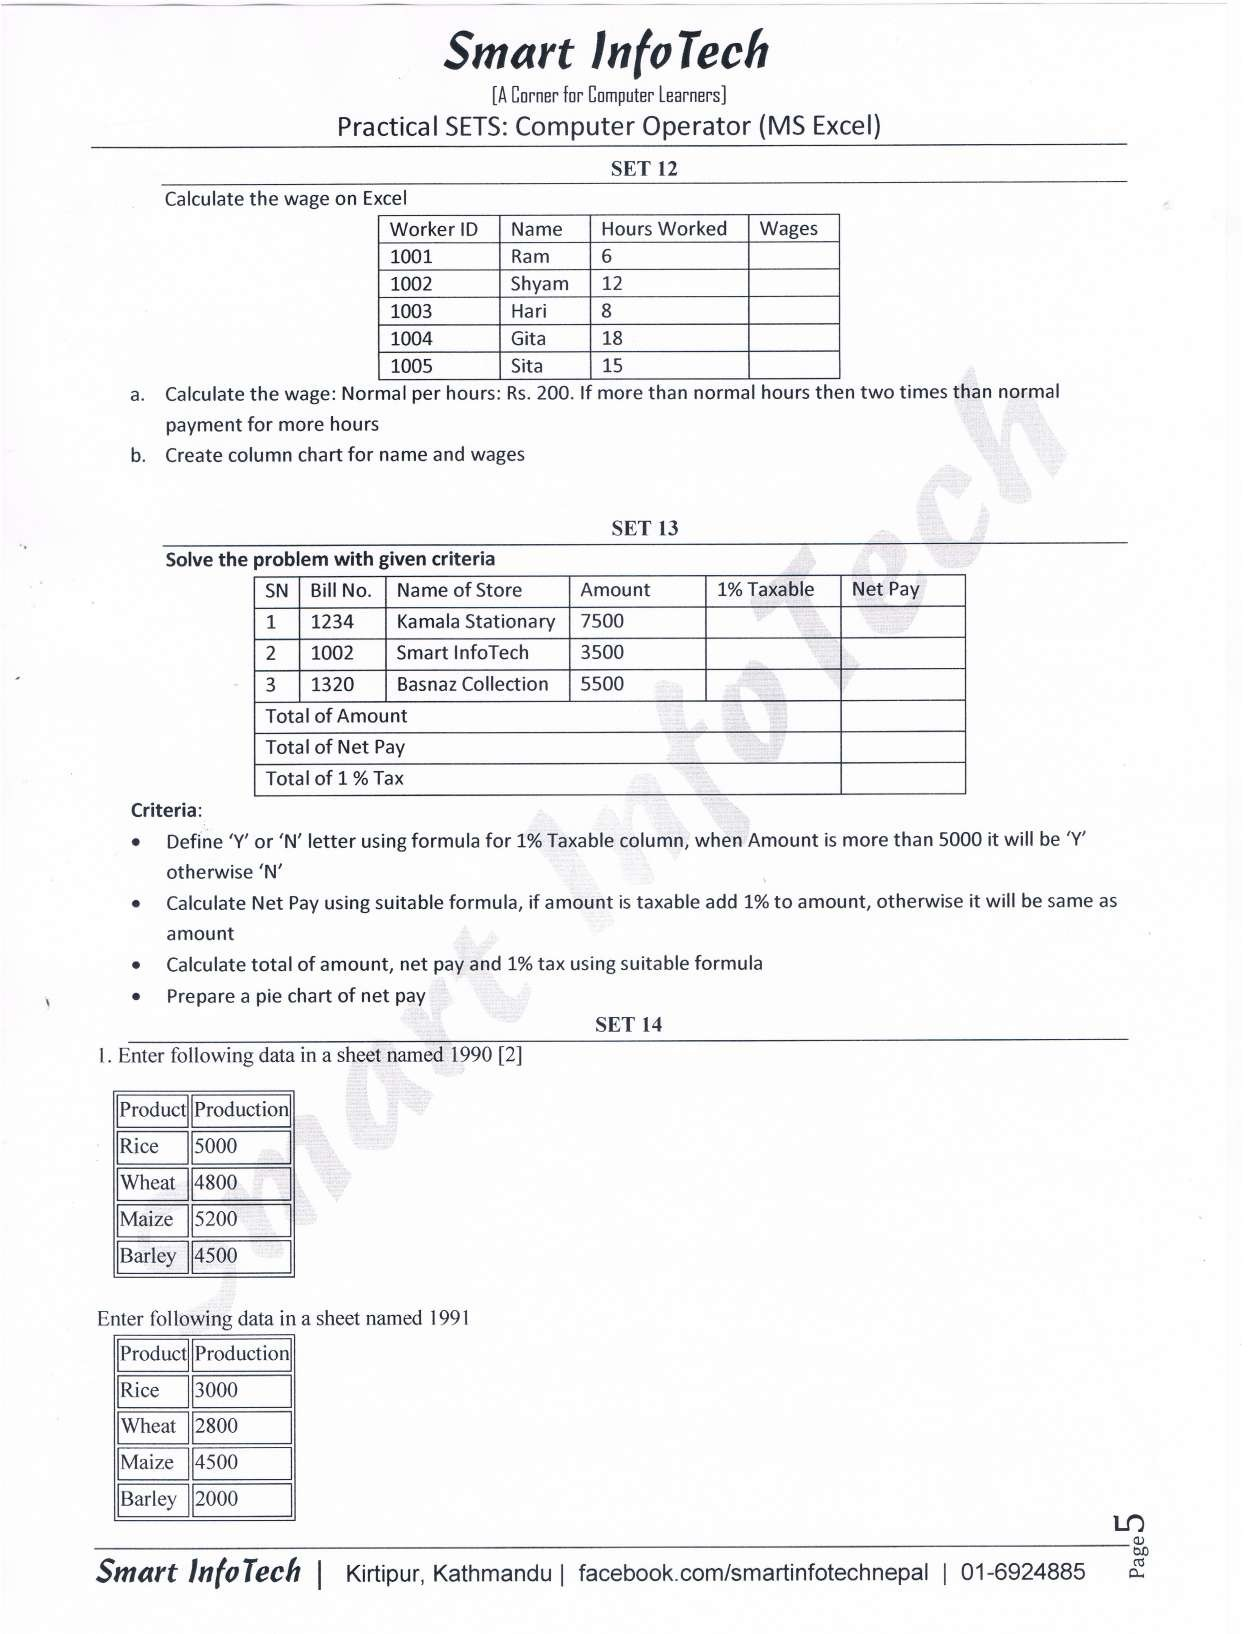 Smart InfoTech
[A Corner for Computer Learners]
Practical SETS: Computer Operator (MS Excel)
SET 12
Calculate the wage on Excel
Worker ID Name Hours Worked Wages
1001 Ram 6
1002 Shyam 12
1003 Hari 8
1004 Gita 18
1005 Sita 15
a. Calculate the wage: Normal per hours: Rs. 200. If more than normal hours then two times than normal
payment for more hours
b. Create column chart for name and wages
SET 13
Solve the problem with given criteria
SN Bill No. Name of Store Amount 1% Taxable Net Pay
1 1234 Kamala Stationary 7500
2 1002 Smart InfoTech 3500
3 1320 Basnaz Collection 5500
Total of Amount
Total of Net Pay
Total of 1 % Tax
Criteria:
• Define ‘Y’ or ‘N’ letter using formula for 1% Taxable column, when Amount is more than 5000 it will be ‘Y’
otherwise ‘N’
• Calculate Net Pay using suitable formula, if amount is taxable add 1% to amount, otherwise it will be same as
amount
• Calculate total of amount, net pay and 1% tax using suitable formula
• Prepare a pie chart of net pay
SET 14
1. Enter following data in a sheet named 1990 [2]
Product Production
Rice 5000
Wheat 4800
Maize 5200
Barley 4500
Enter following data in a sheet named 1991
Product Production
Rice 3000
Wheat 2800
Maize 4500
Barley 2000
Smart InfoTech | Kirtipur, Kathmandu | facebook.com/smartinfotechnepal | 01-6924885
Page 5
Smart InfoTech